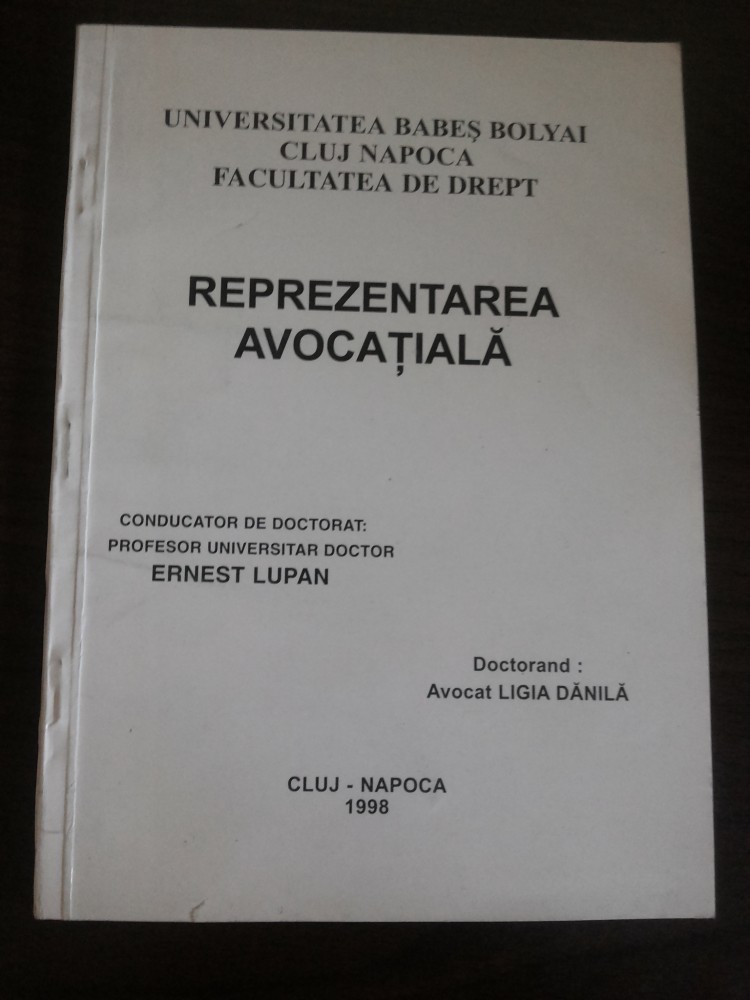 UNIVERSITATEA BABEŞ BOLYAI
CLUJ NAPOCA
FACULTATEA DE DREPT
REPREZENTAREA
AVOCAȚIALĂ
CONDUCATOR DE DOCTORAT:
PROFESOR UNIVERSITAR DOCTOR
ERNEST LUPAN
Doctorand :
Avocat LIGIA DĂNILĂ
CLUJ - NAPOCA
1998